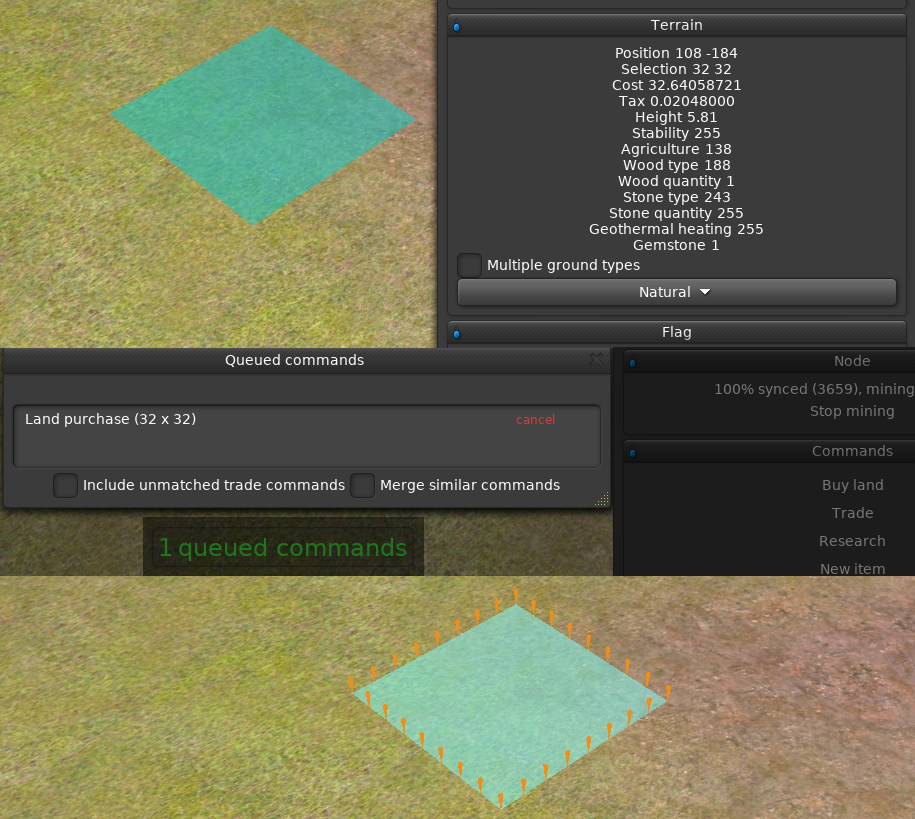 Terrain
Position 108 -184
Selection 32 32
Cost 32.64058721
Tax 0.02048000
Height 5.81
Stability 255
Agriculture 138
Wood type 188
Wood quantity 1
Stone type 243
Stone quantity 255
Geothermal heating 255
Gemstone 1
Multiple ground types
Natural
Flag
Queued commands
Land purchase (32 x 32) cancel
Include unmatched trade commands Merge similar commands
1 queued commands
Node
100% synced (3659), mining
Stop mining
Commands
Buy land
Trade
Research
New item